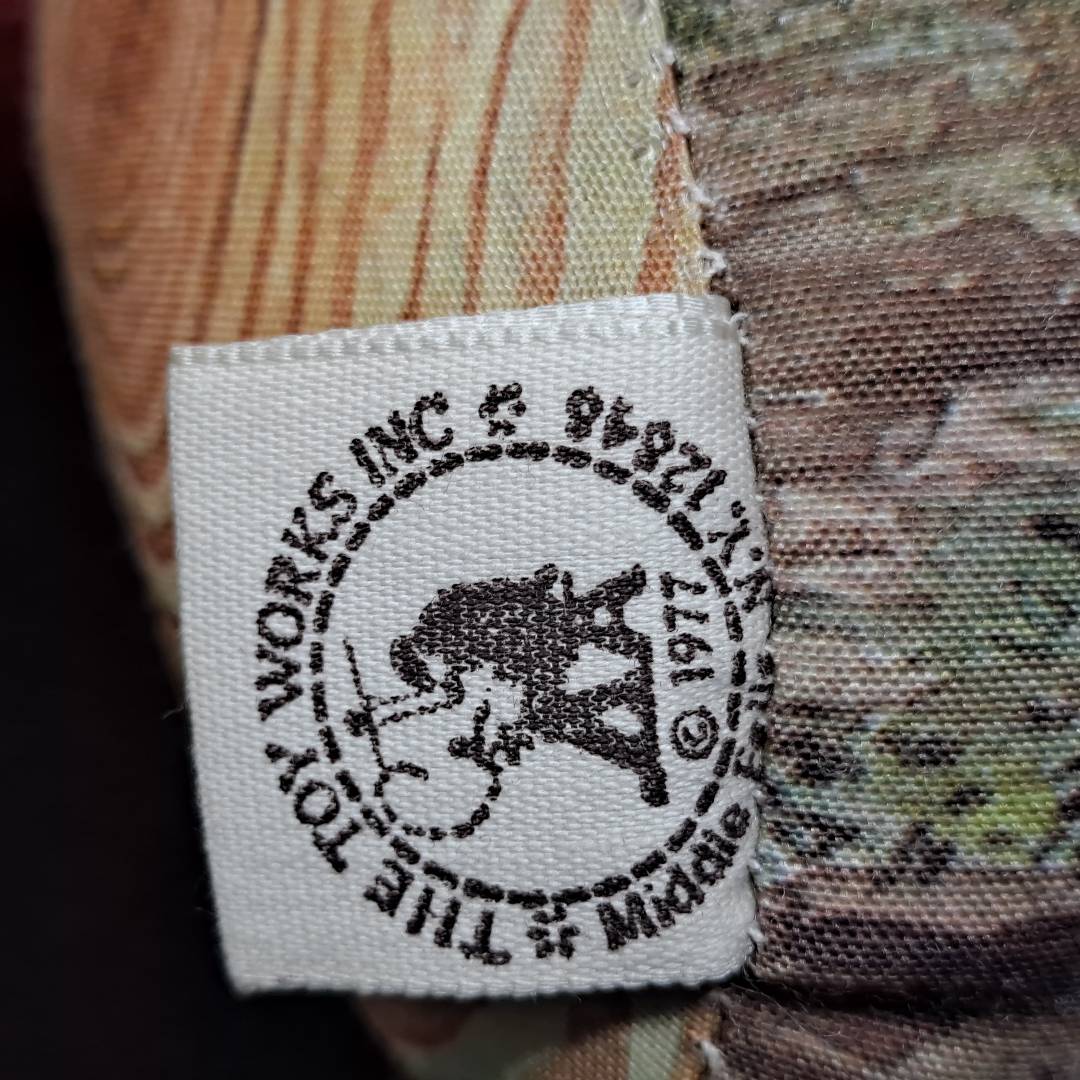 THE TOY WORKS INC
Middle Falls N.Y. 12848
© 1977